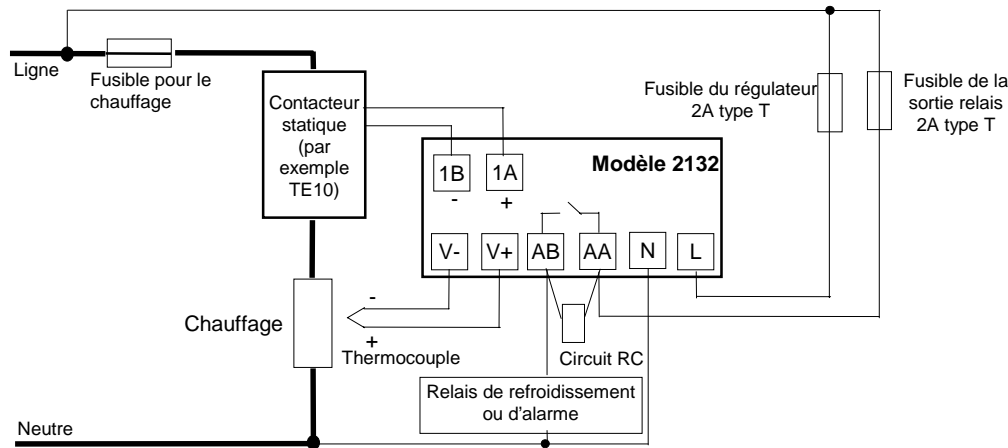 Ligne
Fusible pour le
chauffage
Contacteur
statique
(par
exemple
TE10)
Fusible du régulateur
2A type T
Fusible de la
sortie relais
2A type T
Modèle 2132
1B
1A
-
+
V-
V+
AB
AA
N
L
-
+
Chauffage
Thermocouple
Circuit RC
Relais de refroidissement
ou d'alarme
Neutre